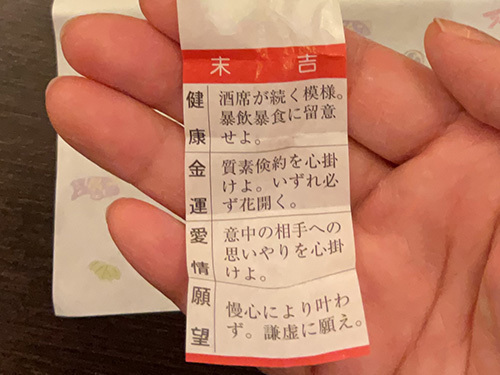 末吉
健康
酒席が続く模様。
暴飲暴食に留意
せよ。
金運
質素倹約を心掛
けよ。いずれ必
ず花開く。
愛情
意中の相手への
思いやりを心掛
けよ。
願望
慢心により叶わ
ず。謙虚に願え。